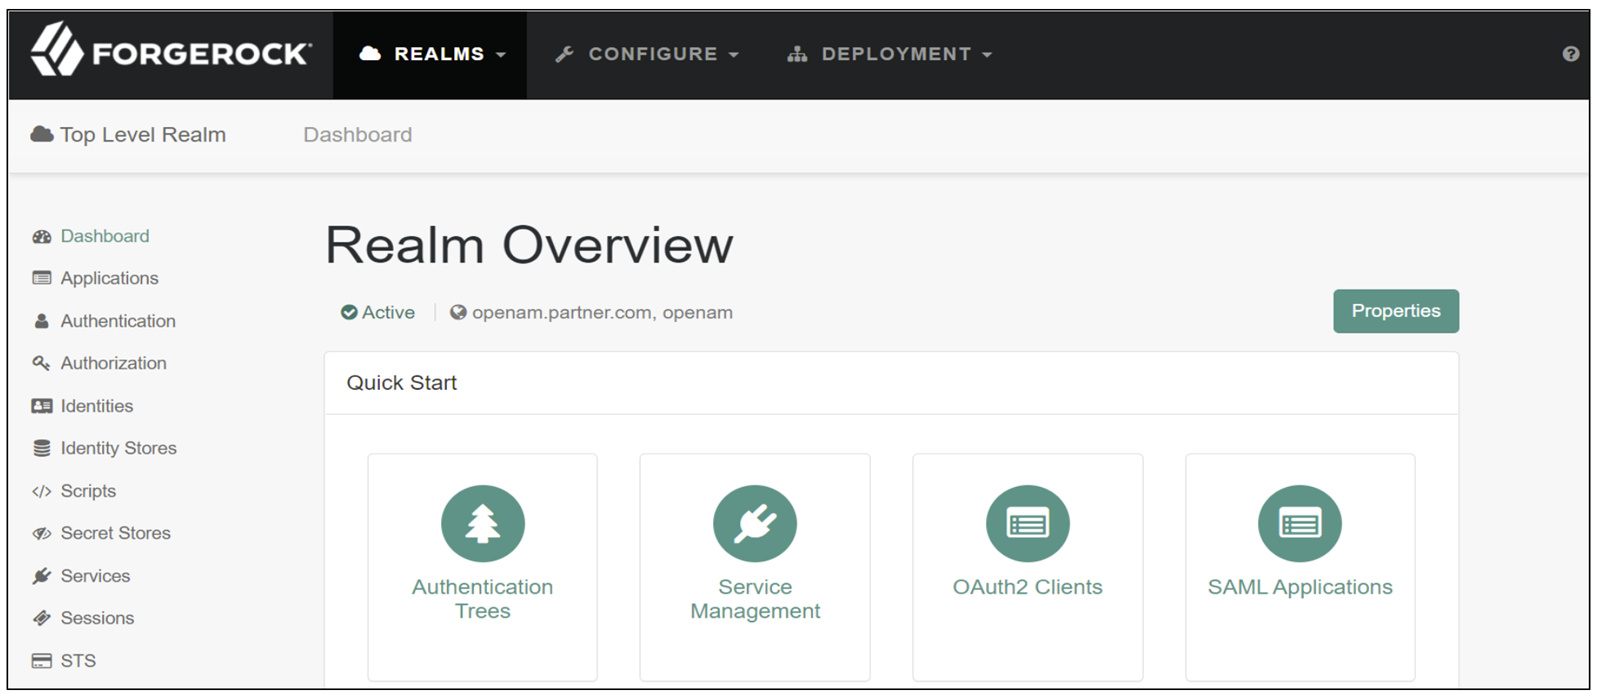 FORGEROCK REALMS CONFIGURE DEPLOYMENT
Top Level Realm Dashboard
Dashboard
Applications
Authentication
Authorization
Identities
Identity Stores
Scripts
Secret Stores
Services
Sessions
STS
Realm Overview
Active openam.partner.com, openam
Properties
Quick Start
Authentication
Trees
Service
Management
OAuth2 Clients
SAML Applications